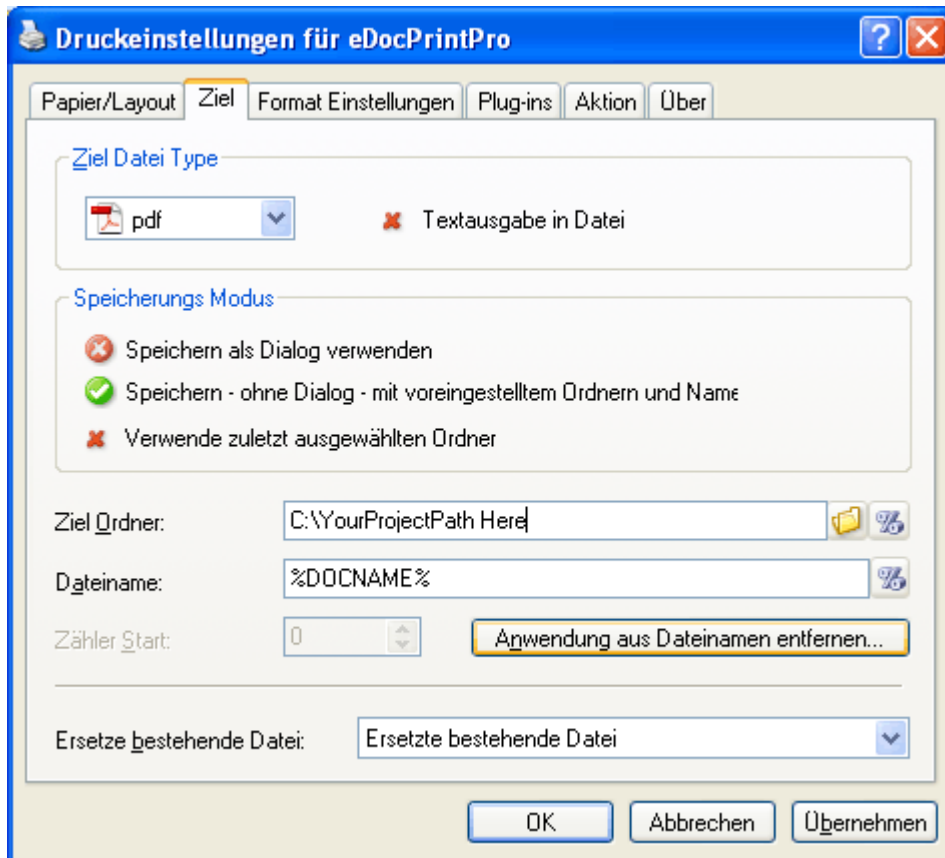 Druckeinstellungen für eDocPrintPro
Papier/Layout Ziel Format Einstellungen Plug-ins Aktion Über
Ziel Datei Type
pdf Textausgabe in Datei
Speicherungs Modus
Speichern als Dialog verwenden
Speichern - ohne Dialog - mit voreingestelltem Ordnern und Name
Verwende zuletzt ausgewählten Ordner
Ziel Ordner: C:\YourProjectPath Here
Dateiname: %DOCNAME%
Zähler Start: 0 Anwendung aus Dateinamen entfernen...
Ersetze bestehende Datei: Ersetzte bestehende Datei
OK Abbrechen Übernehmen